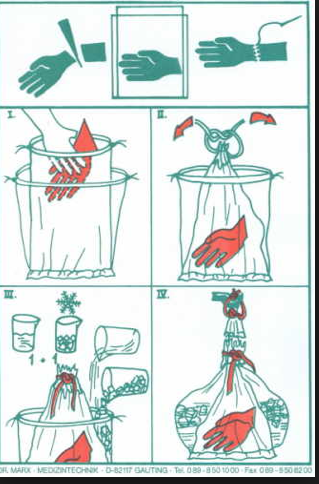 I.
II.
III.
1 + 1
IV.
DR. MARX · MEDIZINTECHNIK · D-82117 GAUTING · Tel. 0 89 - 8 50 10 00 · Fax 0 89 - 8 50 82 00